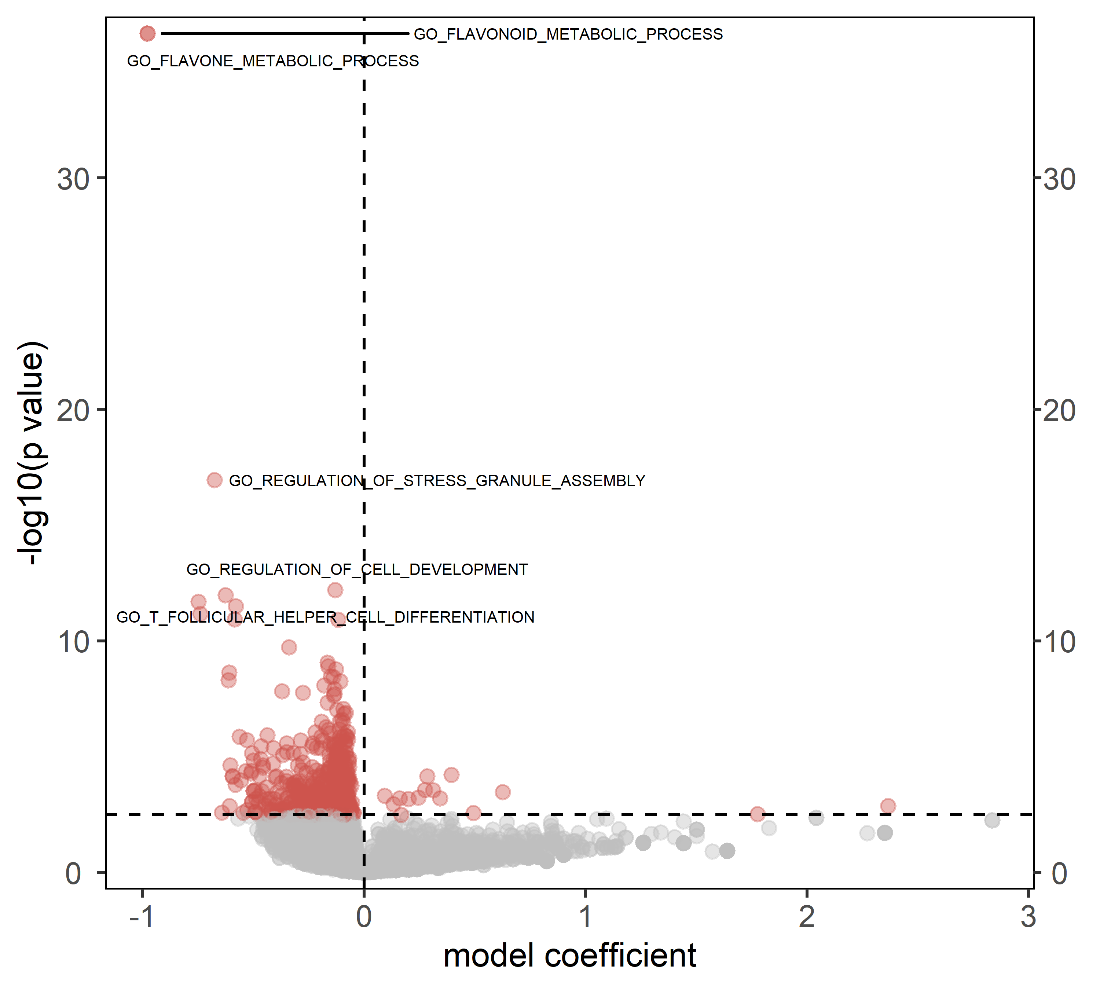 GO_FLAVONOID_METABOLIC_PROCESS
GO_FLAVONE_METABOLIC_PROCESS
30 30
20 20
GO_REGULATION_OF_STRESS_GRANULE_ASSEMBLY
GO_REGULATION_OF_CELL_DEVELOPMENT
GO_T_FOLLICULAR_HELPER_CELL_DIFFERENTIATION
10 10
0 0
-1 0 1 2 3
model coefficient
-log10(p value)